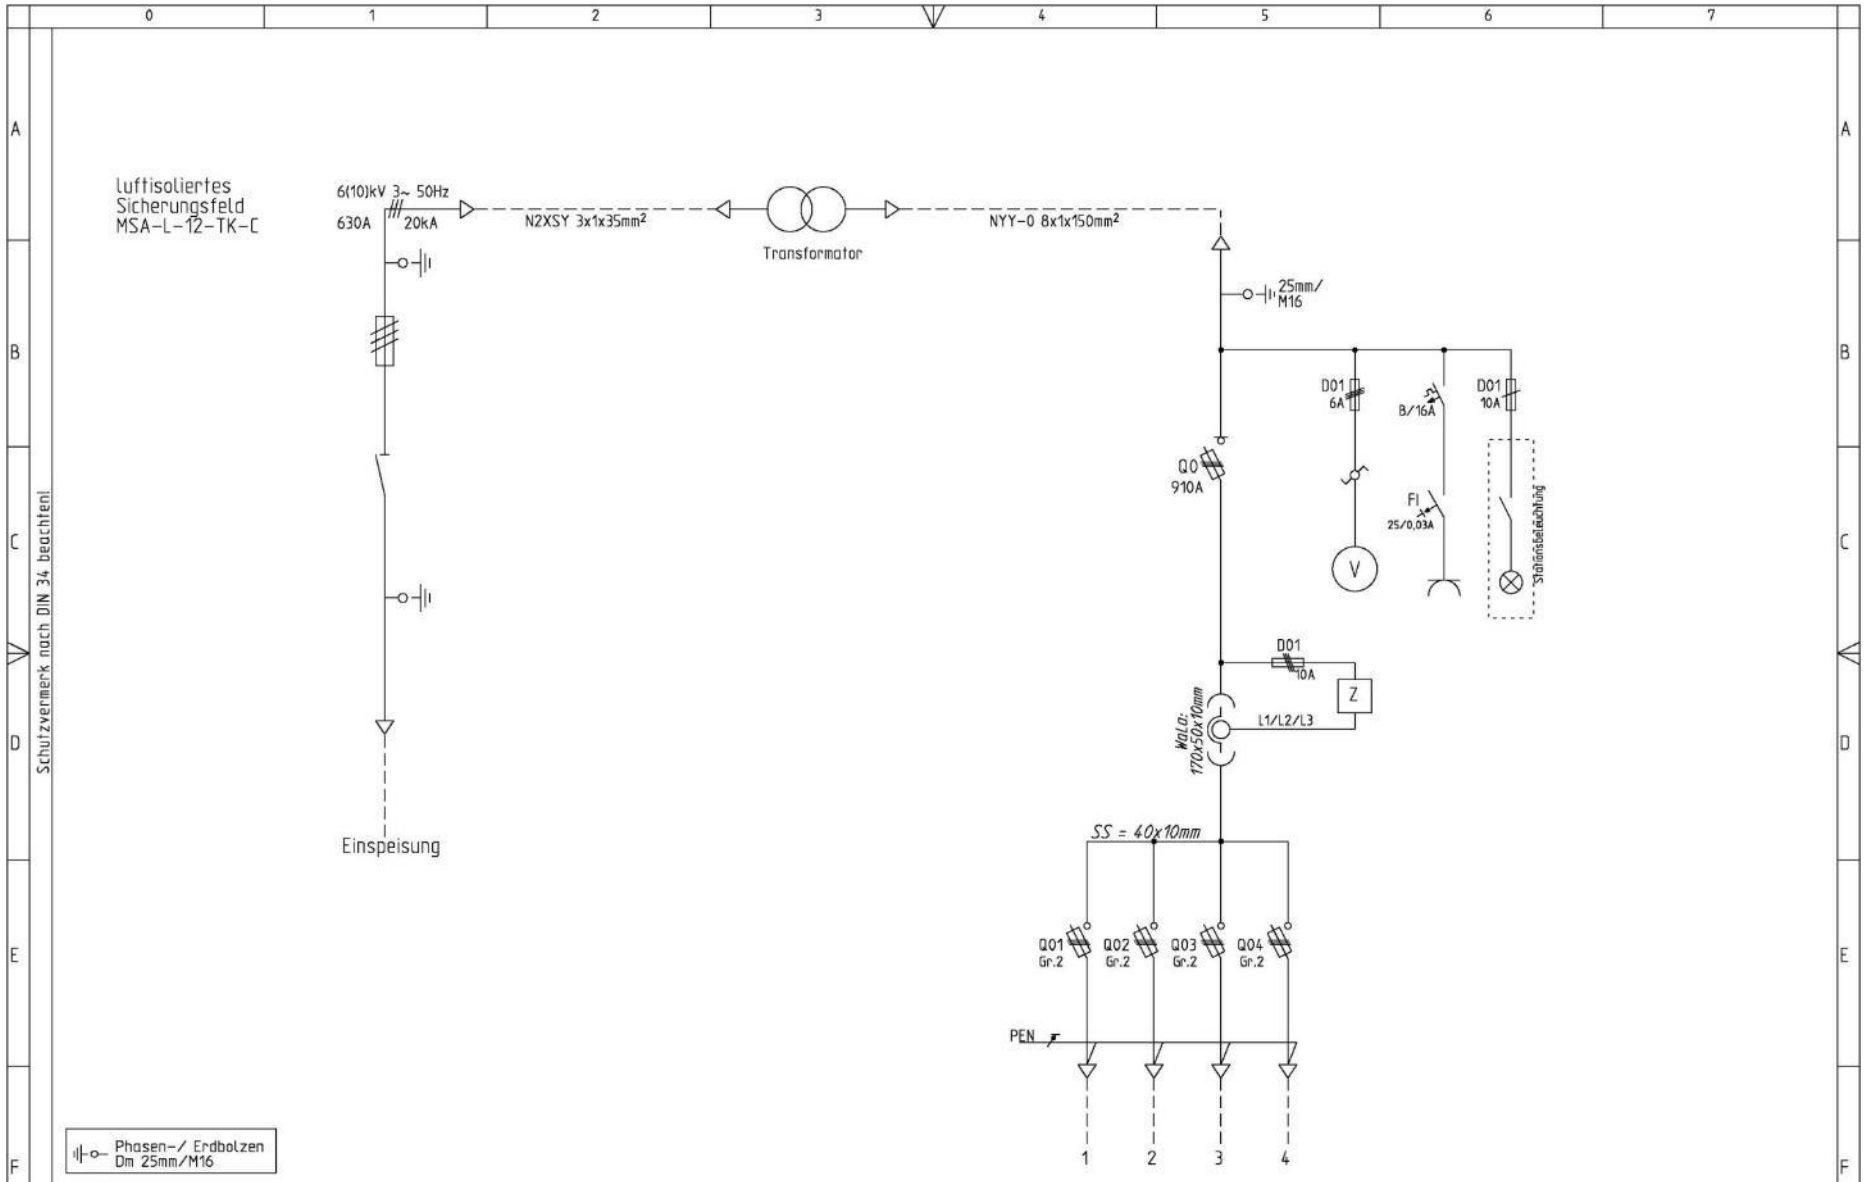 0 1 2 3 4 5 6 7
A A
luftisoliertes
Sicherungsfeld
MSA-L-12-TK-C
6(10)kV 3~ 50Hz
630A 20kA
N2XSY 3x1x35mm²
Transformator
NYY-O 8x1x150mm²
25mm/
M16
B B
D01
6A
B/16A
D01
10A
Q0
910A
FI
25/0,03A
V
Stationsbeleuchtung
C C
Schutzvermerk nach DIN 34 beachten!
D01
10A
Z
L1/L2/L3
Wala:
170x50x10mm
D D
Einspeisung
SS = 40x10mm
Q01
Gr.2
Q02
Gr.2
Q03
Gr.2
Q04
Gr.2
E E
PEN
1 2 3 4
Phasen-/ Erdbolzen
Dm 25mm/M16
F F